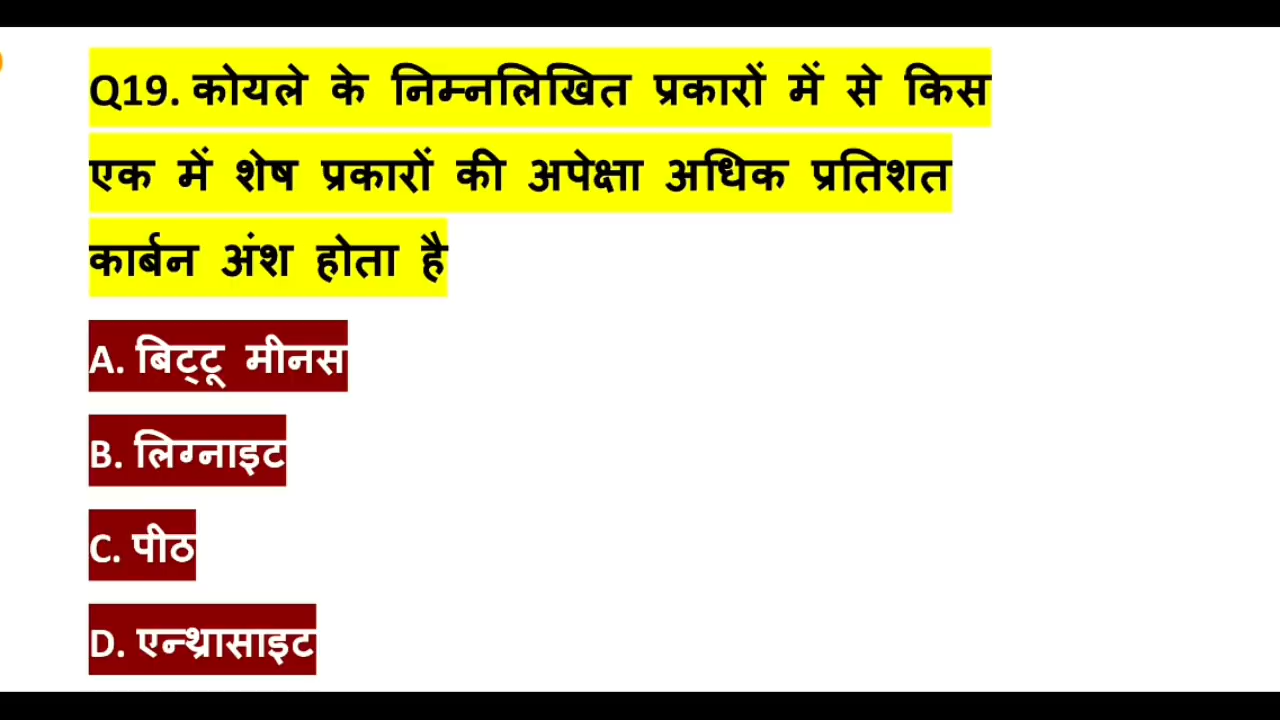 Q19. कोयले के निम्नलिखित प्रकारों में से किस
एक में शेष प्रकारों की अपेक्षा अधिक प्रतिशत
कार्बन अंश होता है
A. बिट्‌टू मीनस
B. लिग्नाइट
C. पीठ
D. एन्थ्रासाइट